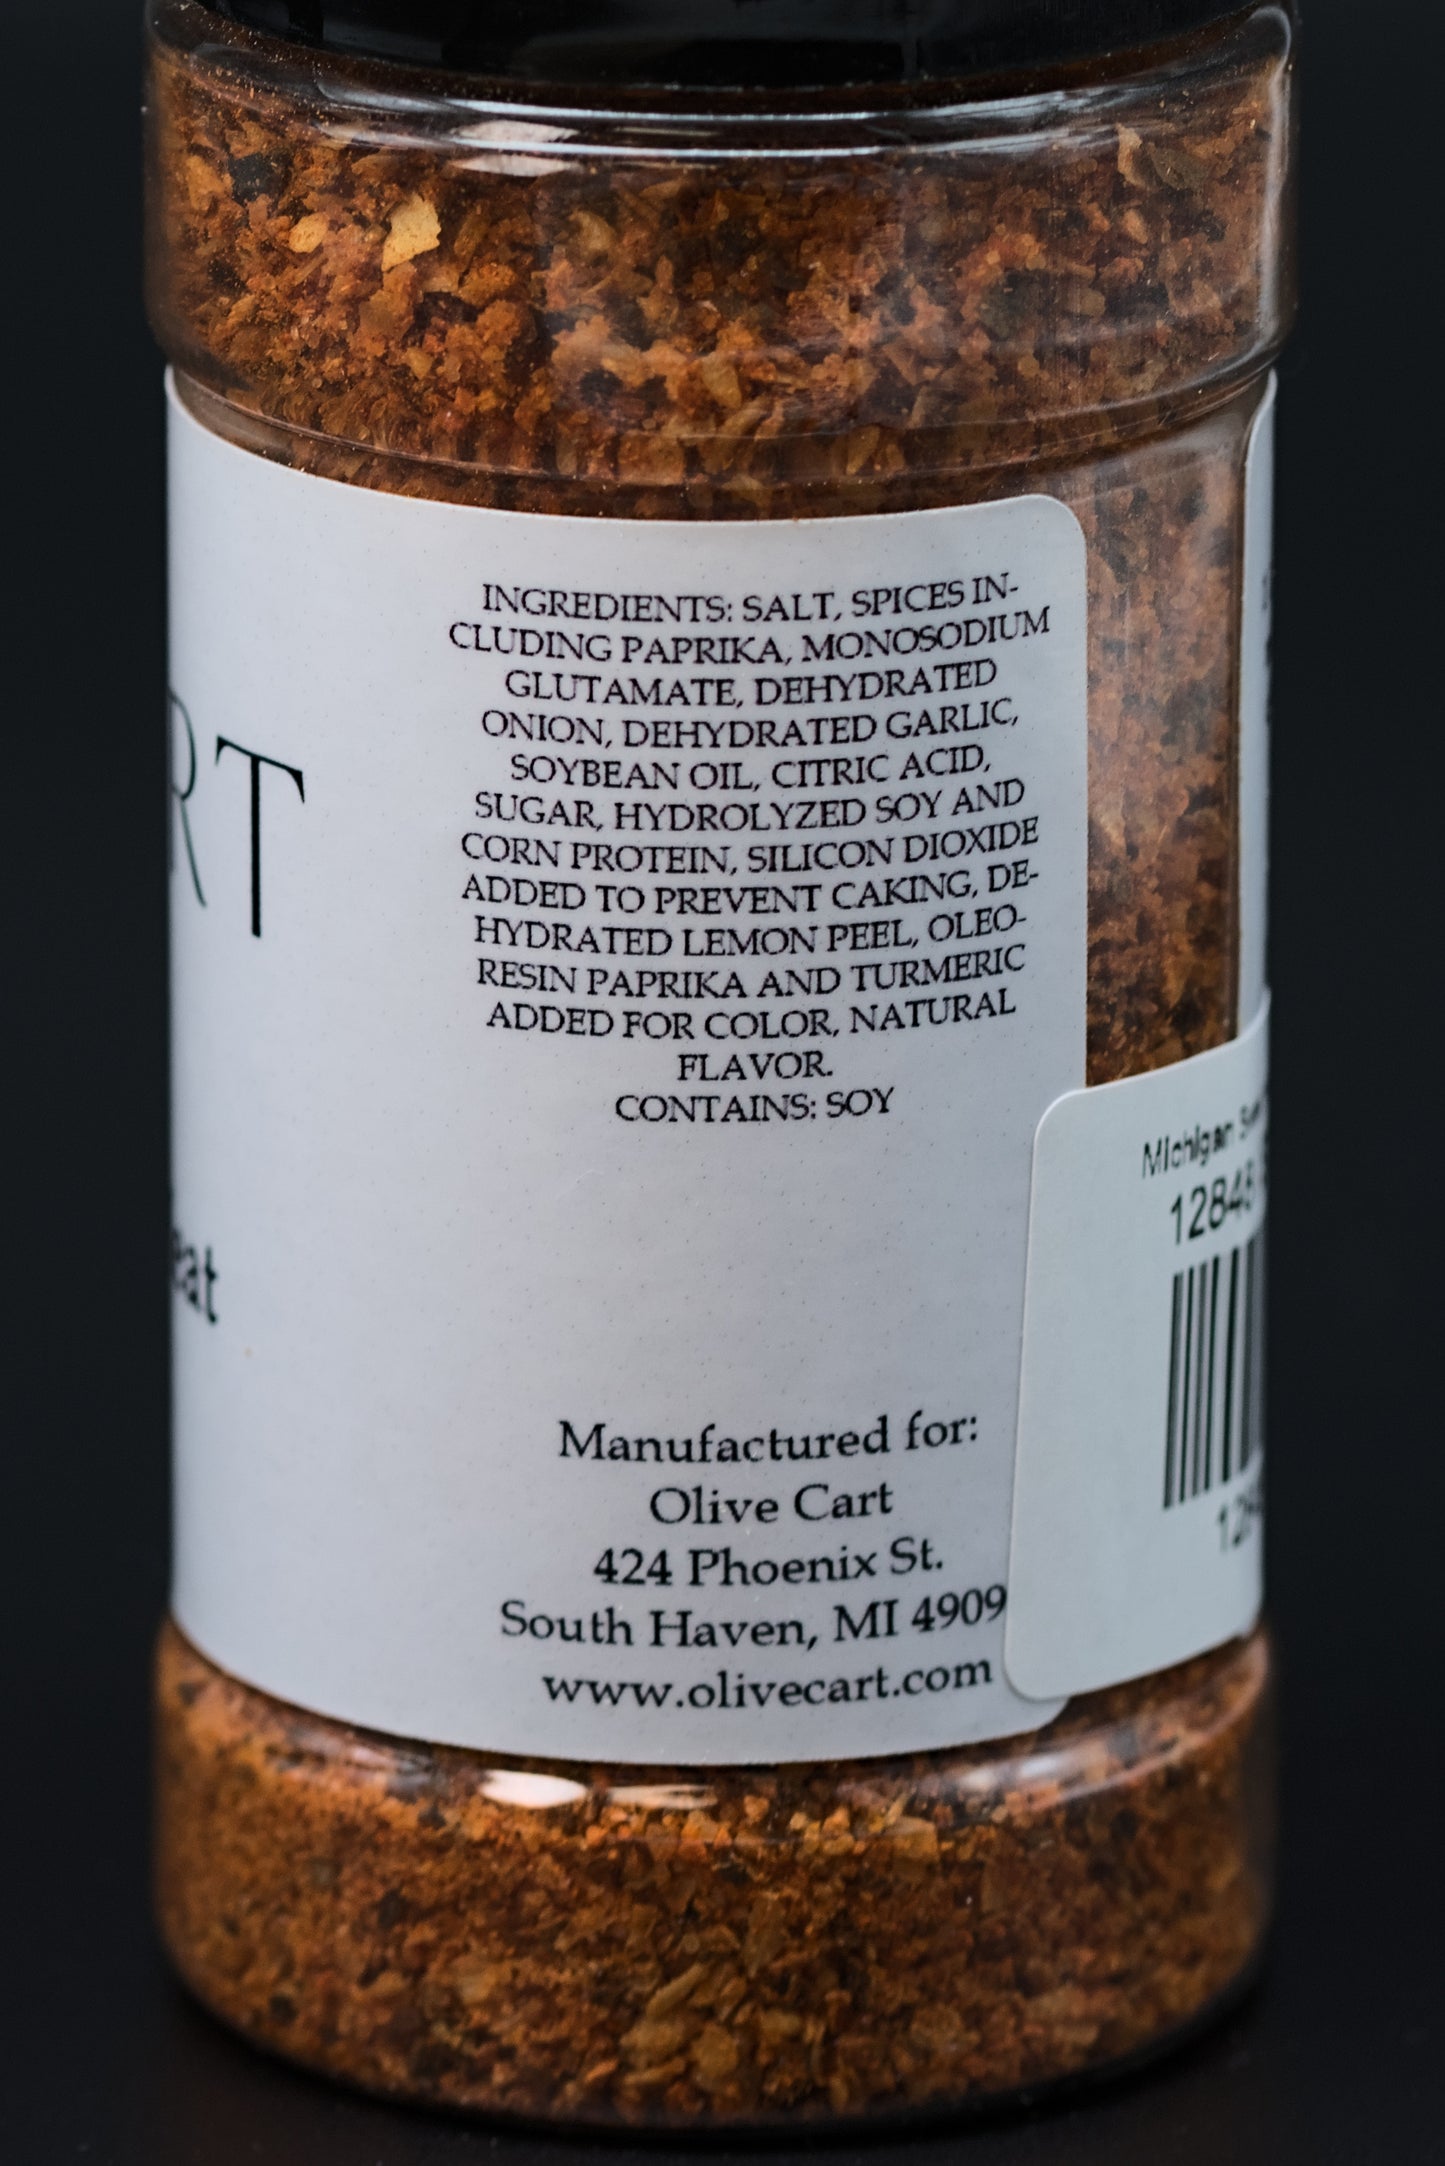 RT
eat
INGREDIENTS: SALT, SPICES IN-
CLUDING PAPRIKA, MONOSODIUM
GLUTAMATE, DEHYDRATED
ONION, DEHYDRATED GARLIC,
SOYBEAN OIL, CITRIC ACID,
SUGAR, HYDROLYZED SOY AND
CORN PROTEIN, SILICON DIOXIDE
ADDED TO PREVENT CAKING, DE-
HYDRATED LEMON PEEL, OLEO-
RESIN PAPRIKA AND TURMERIC
ADDED FOR COLOR, NATURAL
FLAVOR.
CONTAINS: SOY
Manufactured for:
Olive Cart
424 Phoenix St.
South Haven, MI 4909
www.olivecart.com
Michigan